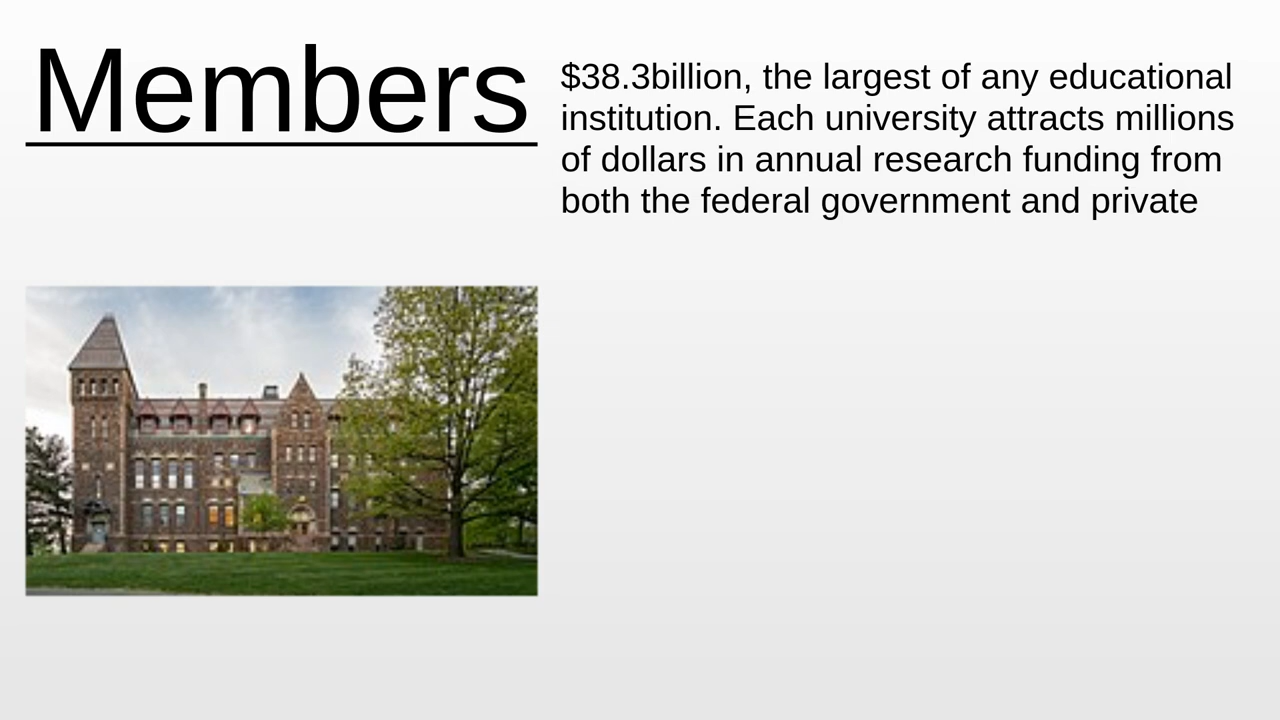 Members
$38.3billion, the largest of any educational
institution. Each university attracts millions
of dollars in annual research funding from
both the federal government and private